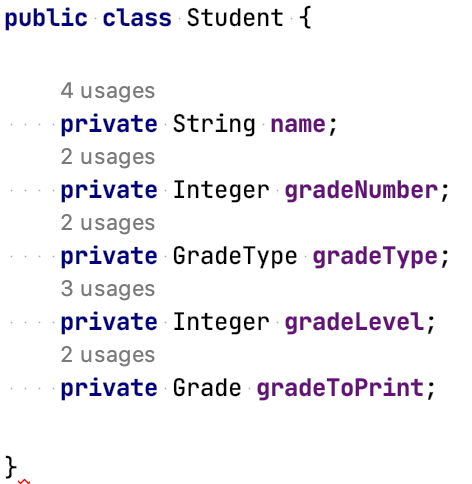 public class Student {
4 usages
private String name;
2 usages
private Integer gradeNumber;
2 usages
private GradeType gradeType;
3 usages
private Integer gradeLevel;
2 usages
private Grade gradeToPrint;
}